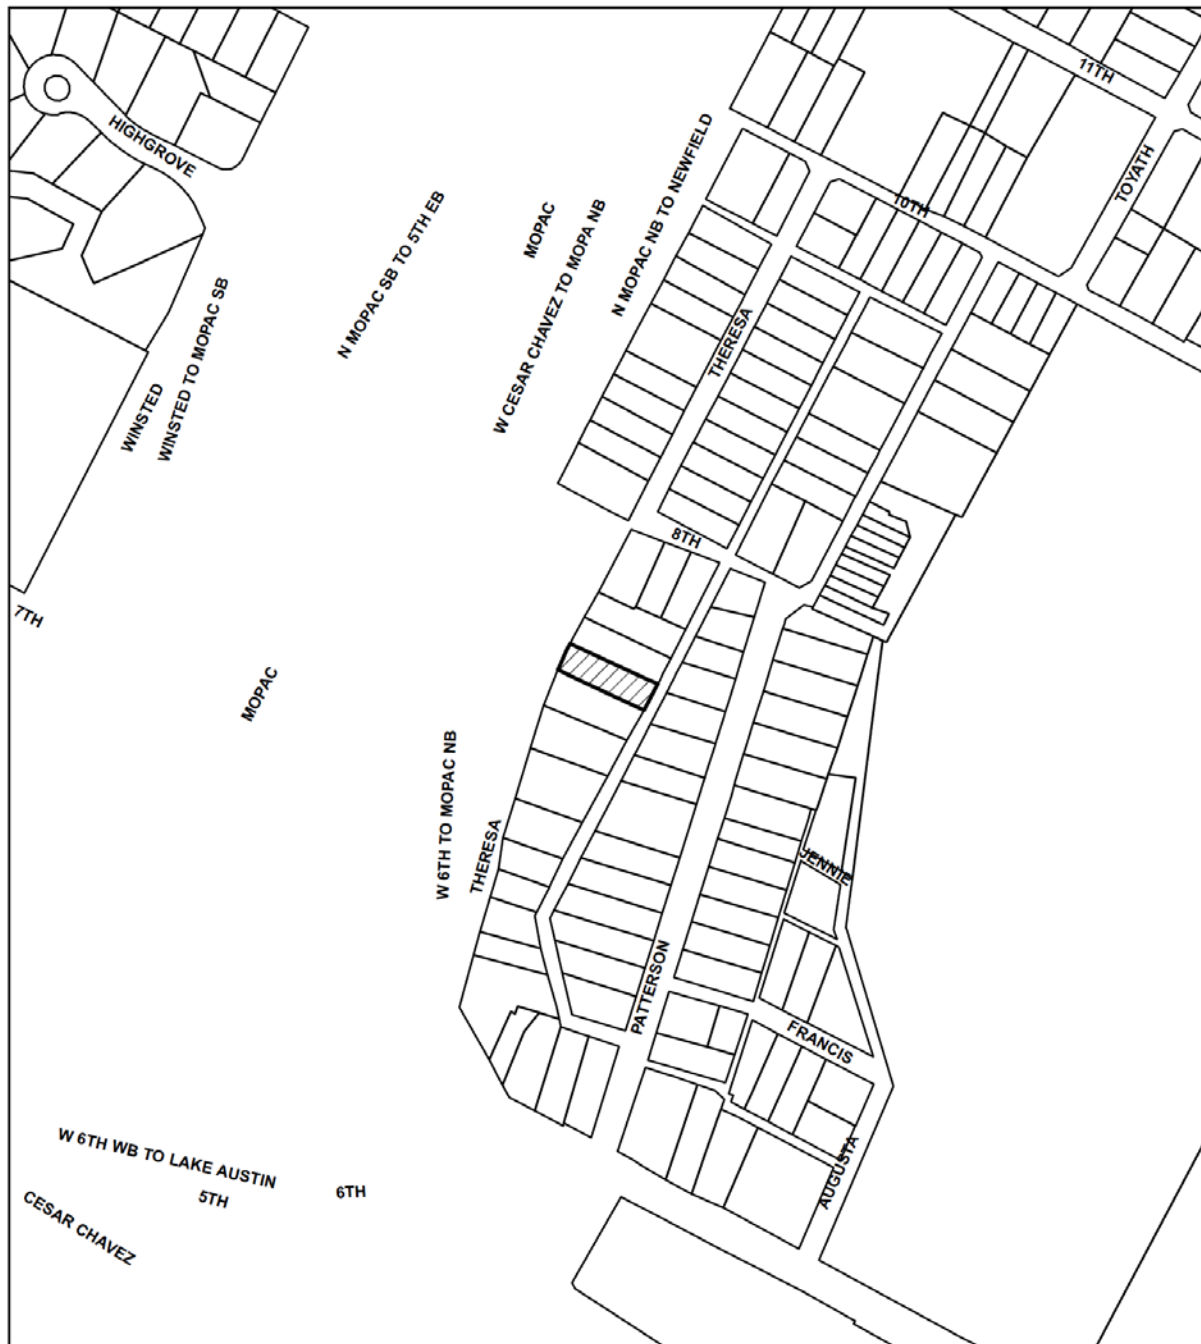 11TH
HIGHGROVE
TOYATH
N MOPAC NB TO NEWFIELD
10TH
MOPAC
N MOPAC SB TO 5TH EB
W CESAR CHAVEZ TO MOPA NB
THERESA
WINSTED TO MOPAC SB
WINSTED
8TH
7TH
MOPAC
W 6TH TO MOPAC NB
THERESA
JENNIE
PATTERSON
FRANCIS
AUGUSTA
W 6TH WB TO LAKE AUSTIN
5TH
6TH
CESAR CHAVEZ